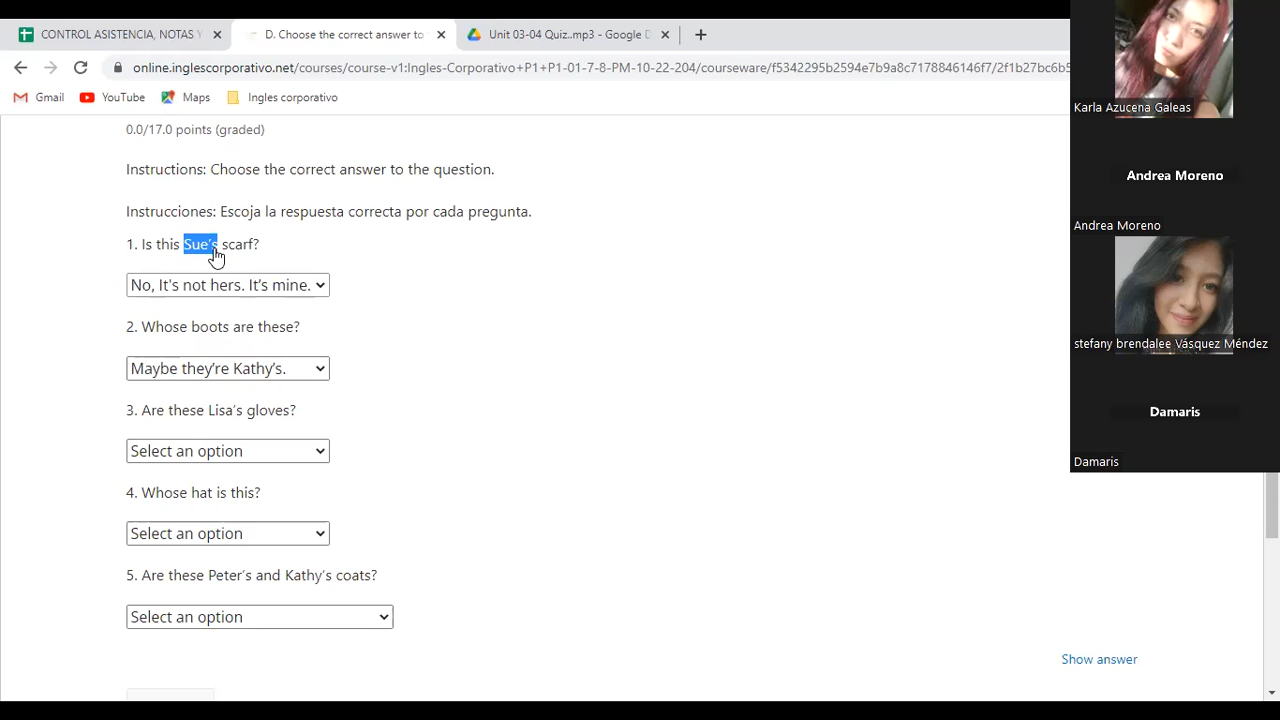 CONTROL ASISTENCIA, NOTAS Y
D. Choose the correct answer to
Unit 03-04 Quiz..mp3 - Google D
online.inglescorporativo.net/courses/course-v1:Ingles-Corporativo+P1+P1-01-7-8-PM-10-22-204/courseware/f5342295b2594e7b9a8c7178846146f7/2f1b27bc6b5
Gmail YouTube Maps Ingles corporativo
0.0/17.0 points (graded)
Instructions: Choose the correct answer to the question.
Instrucciones: Escoja la respuesta correcta por cada pregunta.
1. Is this Sue's scarf?
No, It's not hers. It's mine.
2. Whose boots are these?
Maybe they're Kathy's.
3. Are these Lisa's gloves?
Select an option
4. Whose hat is this?
Select an option
5. Are these Peter's and Kathy's coats?
Select an option
Show answer
Karla Azucena Galeas
Andrea Moreno
Andrea Moreno
stefany brendalee Vásquez Méndez
Damaris
Damaris